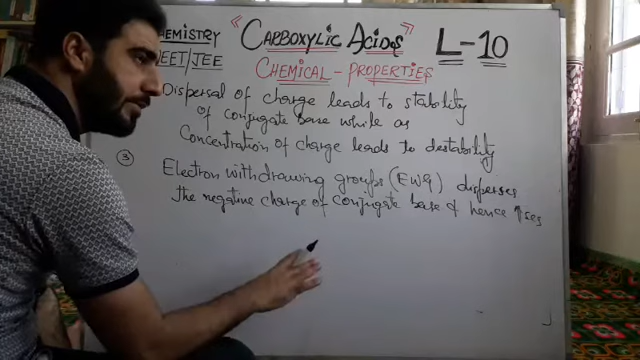 CHEMISTRY
NEET/JEE
"CARBOXYLIC ACIDS"
L-10
CHEMICAL-PROPERTIES
Dispersal of charge leads to stability
of conjugate base while as
Concentration of charge leads to destability
3
Electron withdrawing groups (EWG) disperses
the negative charge of conjugate base & hence ↑ses